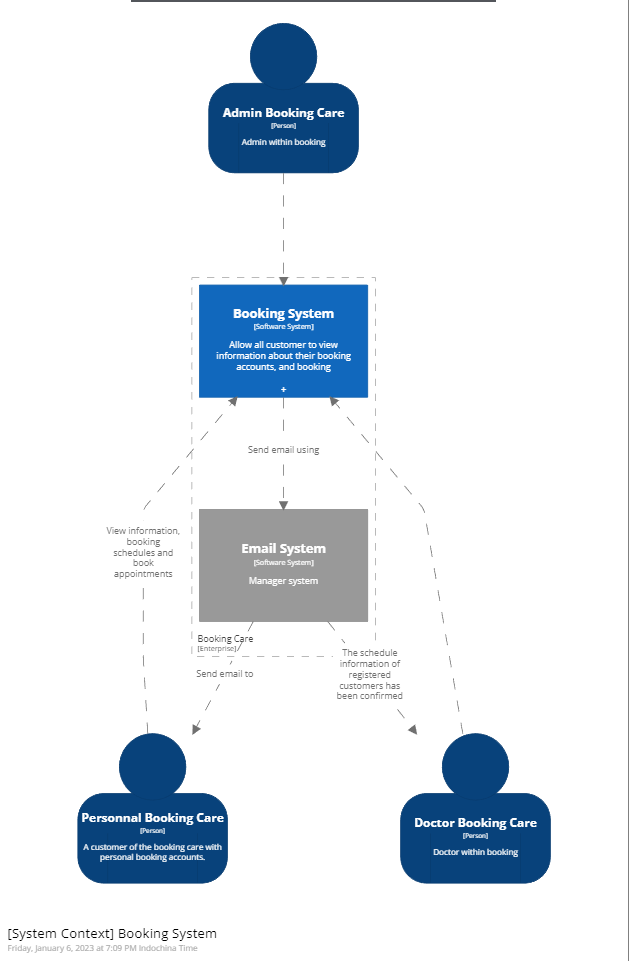 Admin Booking Care
[Person]
Admin within booking
Booking System
[Software System]
Allow all customer to view
information about their booking
accounts, and booking
+
Send email using
View information,
booking
schedules and
book
appointments
Email System
[Software System]
Manager system
Booking Care
[Enterprise]
Send email to
The schedule
information of
registered
customers has
been confirmed
Personnal Booking Care
[Person]
A customer of the booking care with
personal booking accounts.
Doctor Booking Care
[Person]
Doctor within booking
[System Context] Booking System
Friday, January 6, 2023 at 7:09 PM Indochina Time